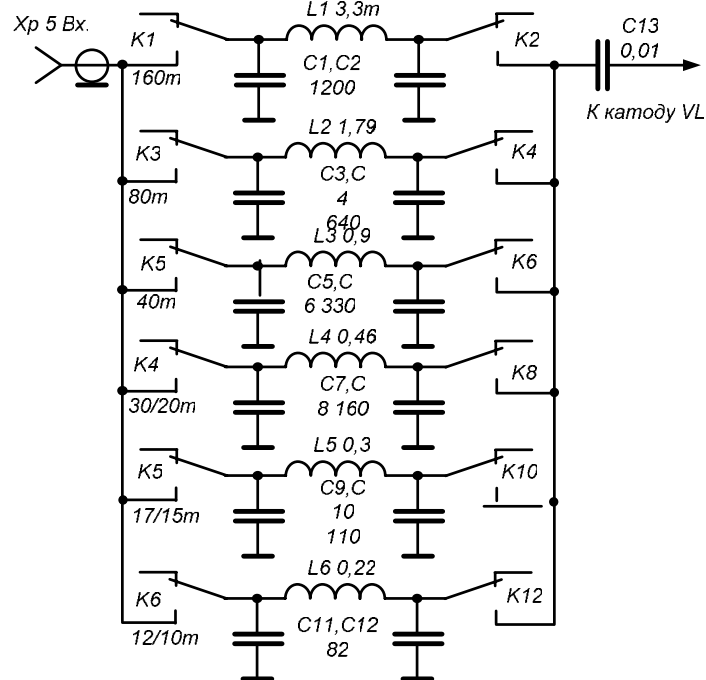 Хр 5 Вх.
K1
160m
L1 3,3m
C1,C2
1200
K2
C13
0,01
К катоду VL
K3
80m
L2 1,79
C3,C
4
640
K4
K5
40m
L3 0,9
C5,C
6 330
K6
K4
30/20m
L4 0,46
C7,C
8 160
K8
K5
17/15m
L5 0,3
C9,C
10
110
K10
K6
12/10m
L6 0,22
C11,C12
82
K12